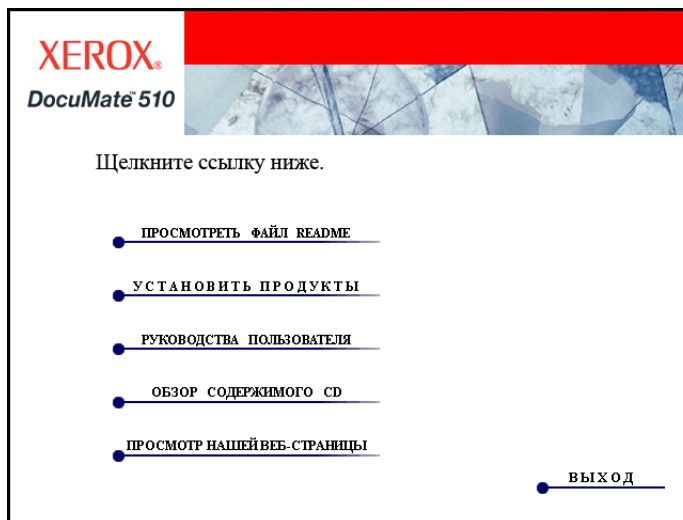 XEROX®
DocuMate™ 510
Щелкните ссылку ниже.
ПРОСМОТРЕТЬ ФАЙЛ README
УСТАНОВИТЬ ПРОДУКТЫ
РУКОВОДСТВА ПОЛЬЗОВАТЕЛЯ
ОБЗОР СОДЕРЖИМОГО CD
ПРОСМОТР НАШЕЙ ВЕБ-СТРАНИЦЫ
ВЫХОД